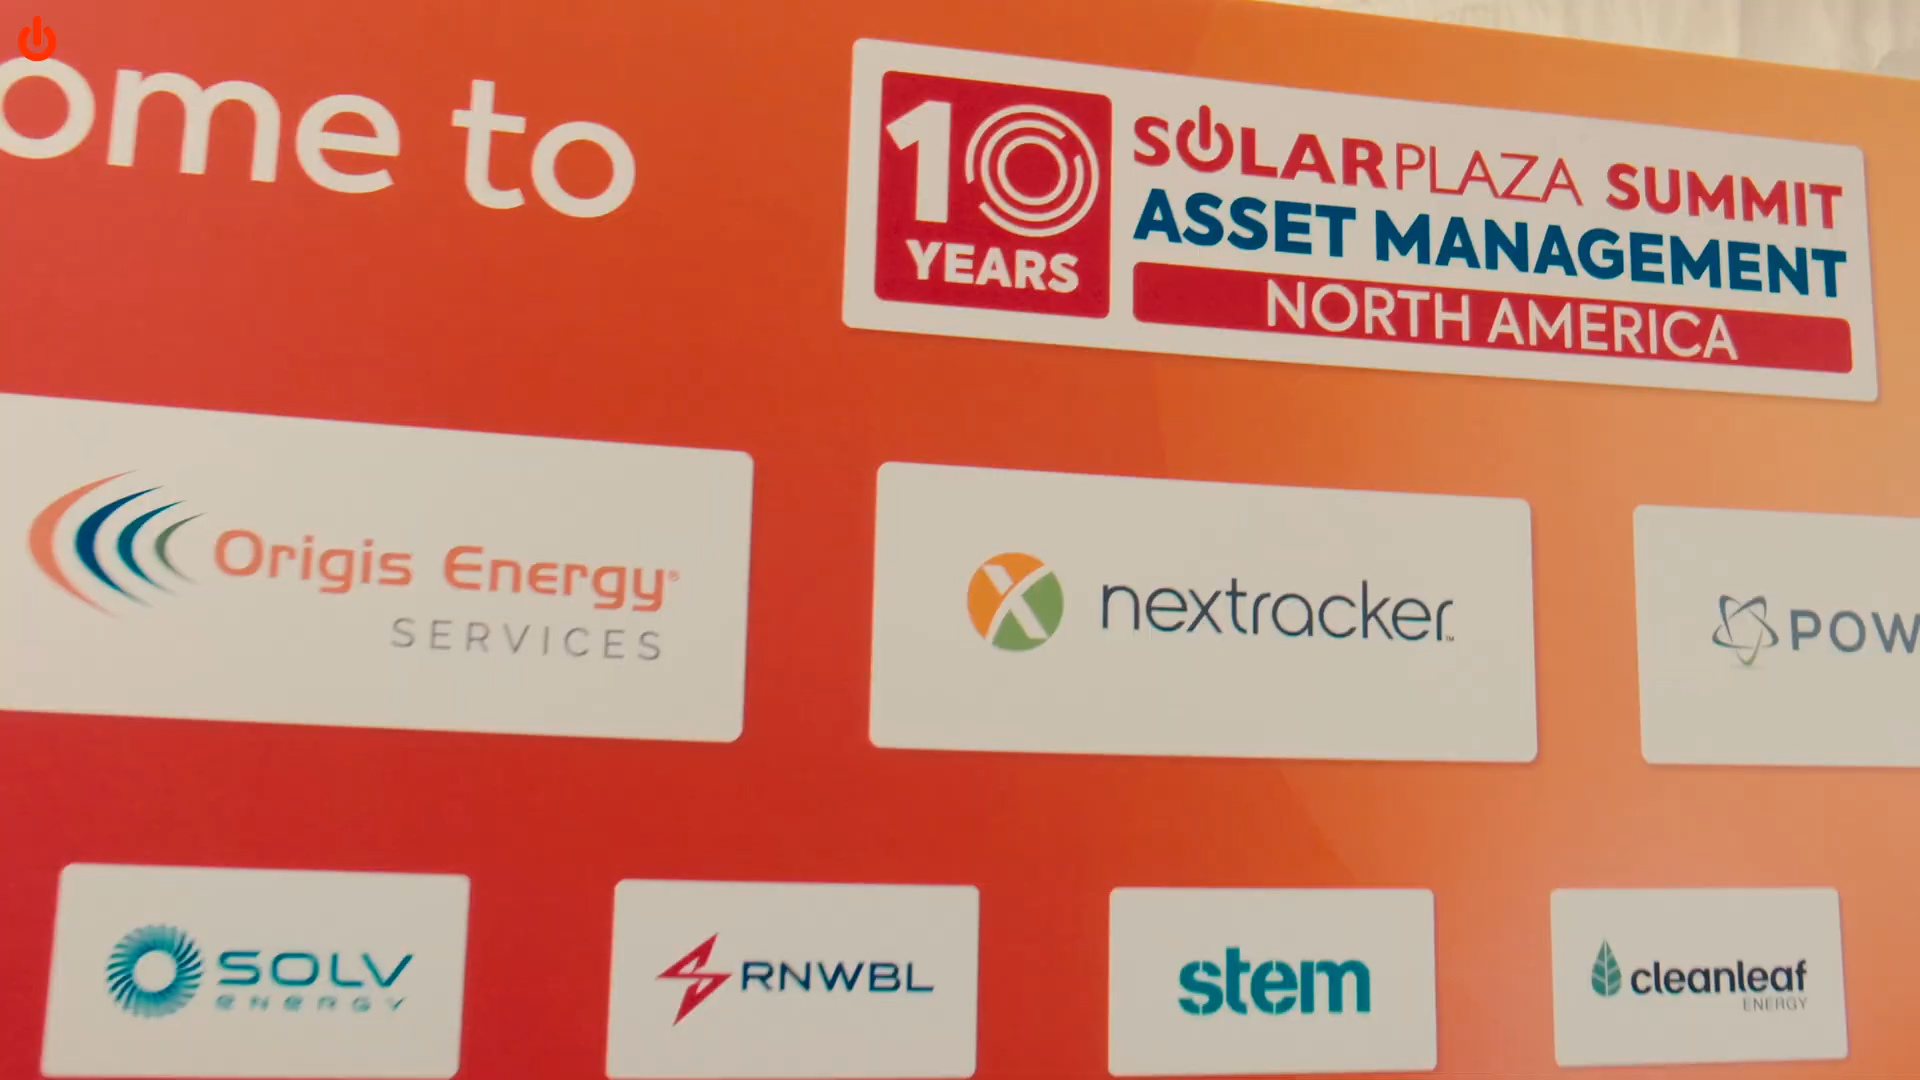 ome to
10
YEARS
SOLARPLAZA SUMMIT
ASSET MANAGEMENT
NORTH AMERICA
Origis Energy®
SERVICES
nextracker™
POW
SOLV
ENERGY
RNWBL
stem
cleanleaf
ENERGY